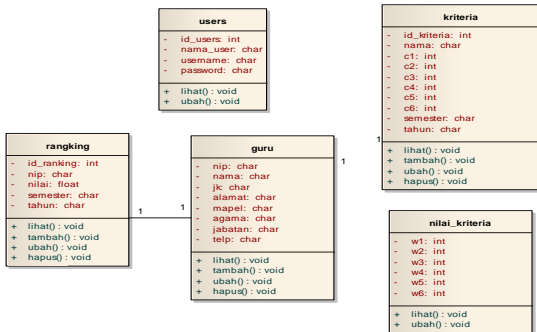 users
- id_users: int
- nama_user: char
- username: char
- password: char
+ lihat() : void
+ ubah() : void
kriteria
- id_kriteria: int
- nama: char
- c1: int
- c2: int
- c3: int
- c4: int
- c5: int
- c6: int
- semester: char
- tahun: char
+ lihat() : void
+ tambah() : void
+ ubah() : void
+ hapus() : void
rangking
- id_ranking: int
- nip: char
- nilai: float
- semester: char
- tahun: char
+ lihat() : void
+ tambah() : void
+ ubah() : void
+ hapus() : void
1
1
guru
- nip: char
- nama: char
- jk: char
- alamat: char
- mapel: char
- agama: char
- jabatan: char
- telp: char
+ lihat() : void
+ tambah() : void
+ ubah() : void
+ hapus() : void
1
1
nilai_kriteria
- w1: int
- w2: int
- w3: int
- w4: int
- w5: int
- w6: int
+ lihat() : void
+ ubah() : void